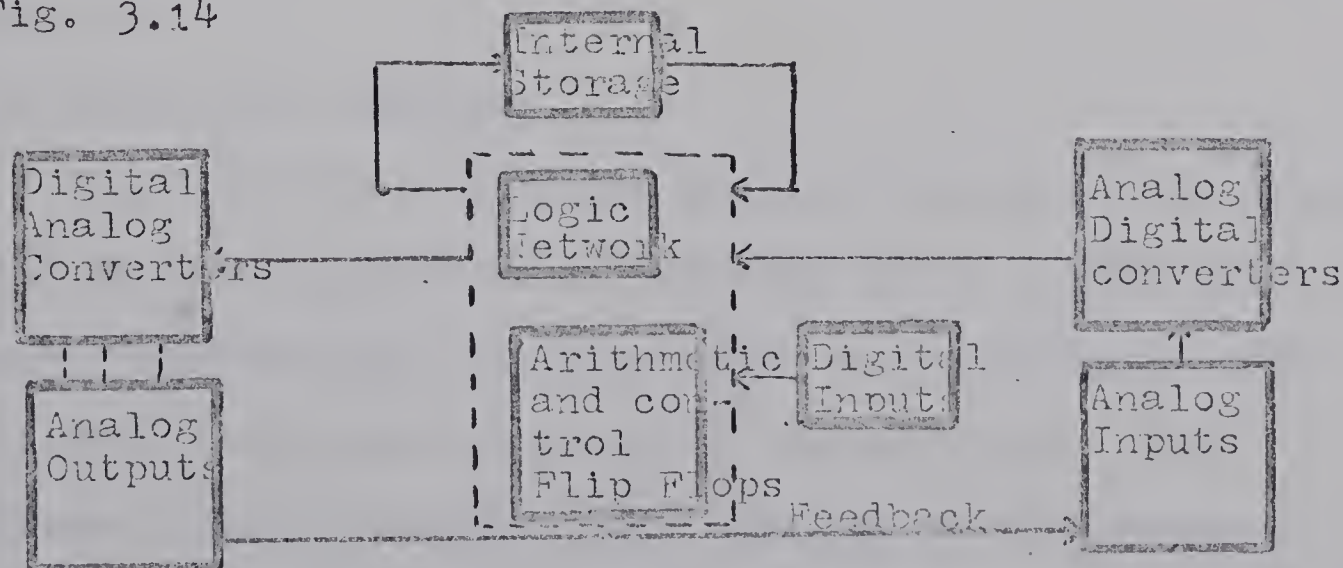 Fig. 3.14
Internal
Storage
Digital
Analog
Converters
Logic
Network
Analog
Digital
converters
Arithmetic
and con-
trol
Flip Flops
Digital
Inputs
Analog
Inputs
Analog
Outputs
Feedback